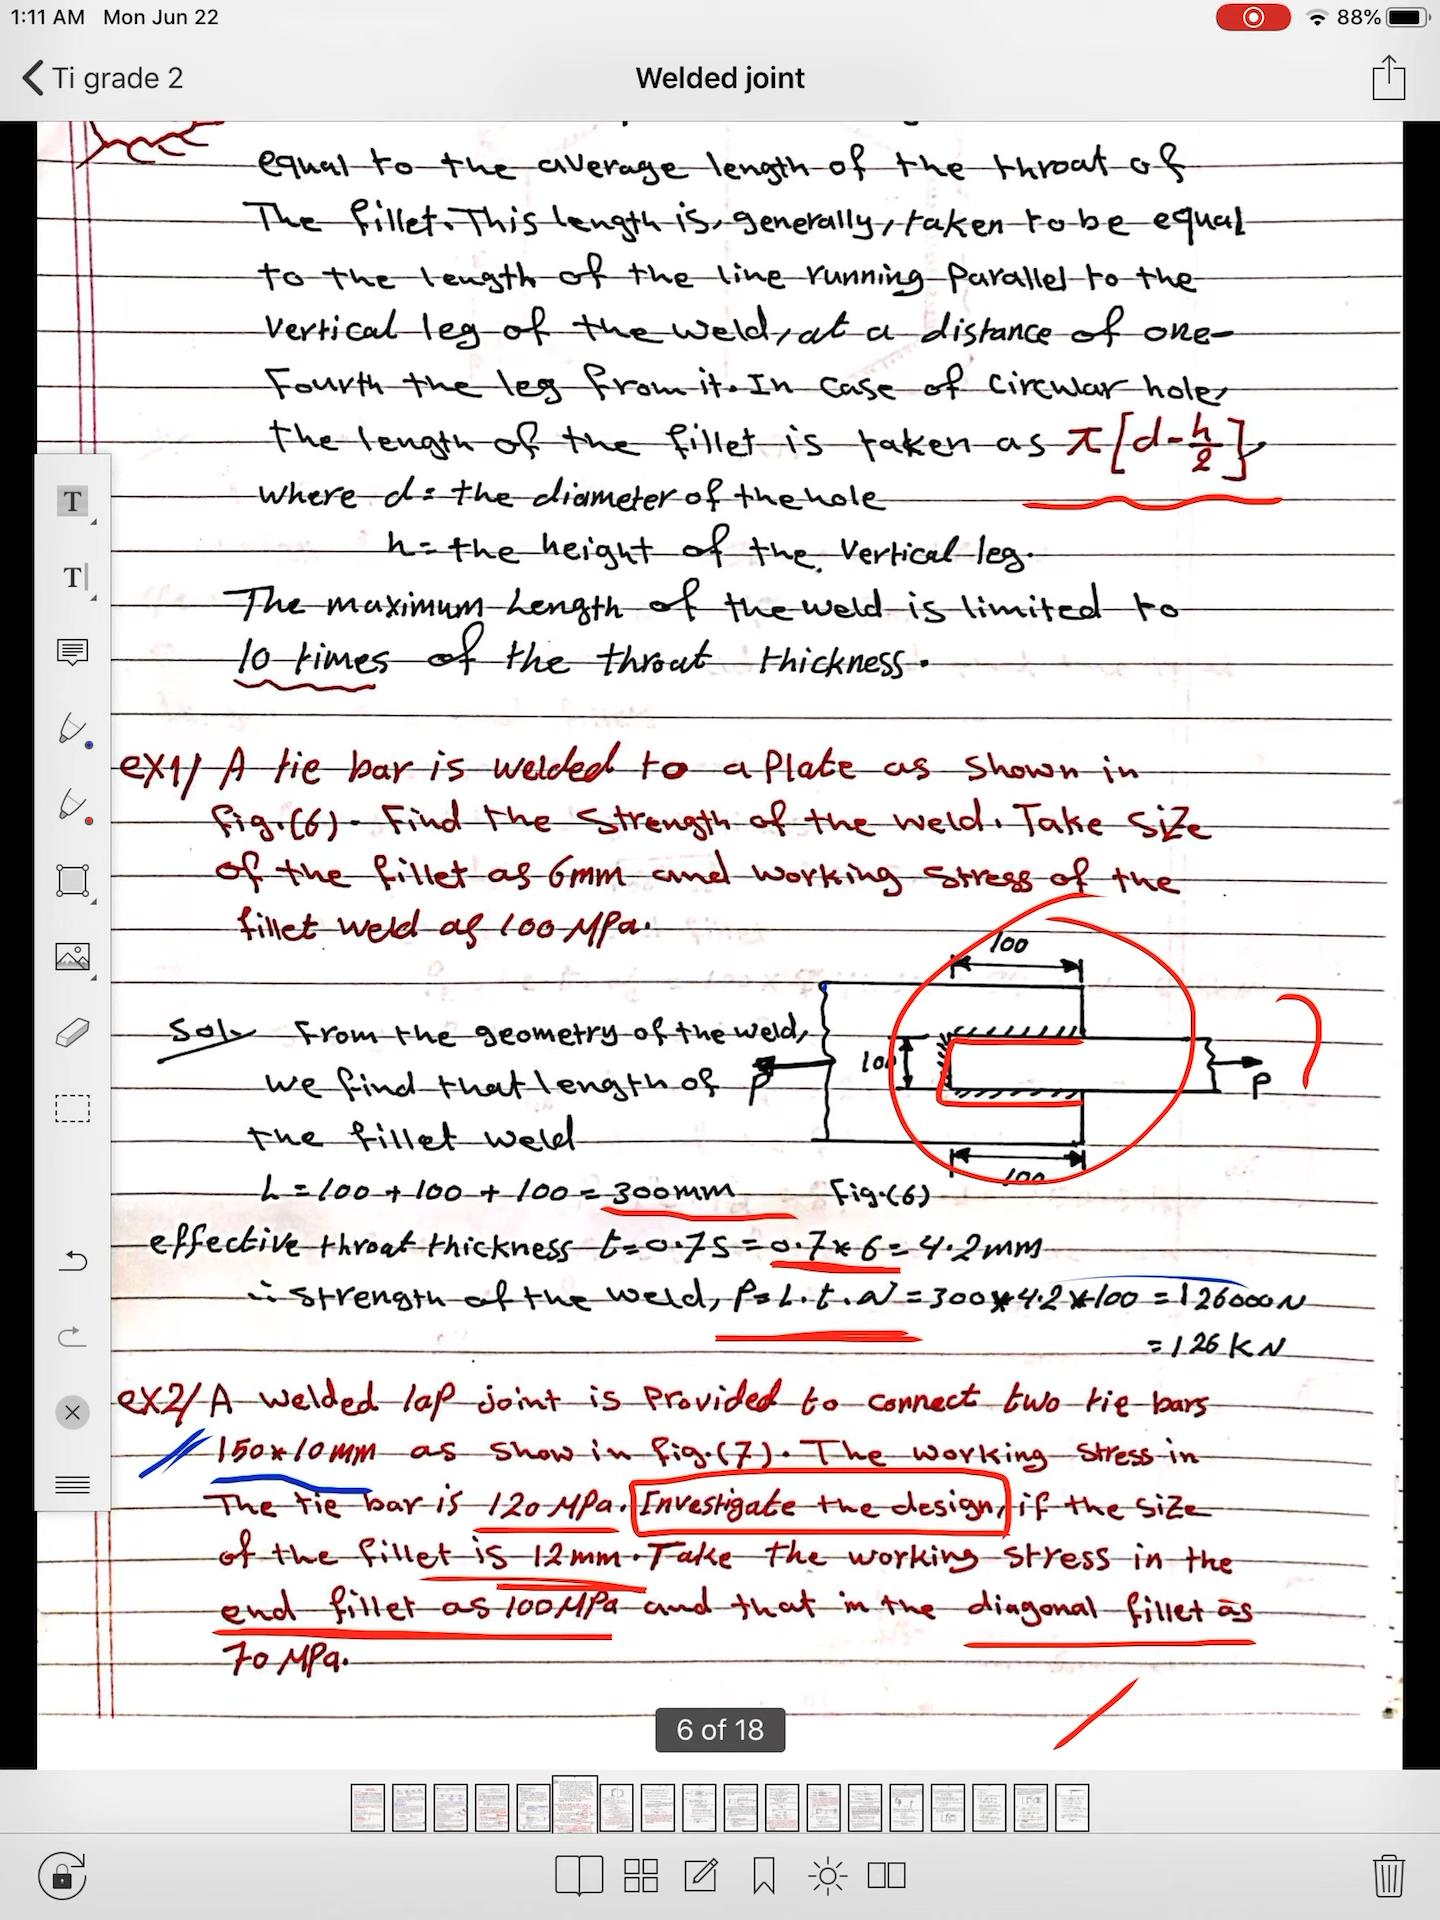 1:11 AM Mon Jun 22
88%
Ti grade 2
Welded joint
equal to the average length of the throat of
The fillet. This length is, generally, taken to be equal
to the length of the line running Parallel to the
Vertical leg of the weld, at a distance of one-
Fourth the leg from it. In case of circular hole,
the length of the fillet is taken as π[d-h/2],
where d= the diameter of the hole
h= the height of the Vertical leg.
The maximum Length of the weld is limited to
10 times of the throat thickness.
ex1/ A tie bar is welded to a Plate as Shown in
fig.(6). Find the Strength of the weld. Take Size
of the fillet as 6mm and working stress of the
fillet weld as 100 MPa.
100
Sol, From the geometry of the weld,
100
we find that length of
P
P
the fillet weld
100
L = 100 + 100 + 100 = 300mm
Fig.(6)
effective throat thickness t=0.7S=0.7*6=4.2mm
∴ strength of the weld, P=L.t.σ = 300*4.2*100 = 126000N
= 126 KN
ex2/ A welded lap joint is Provided to connect two tie bars
150*10mm as show in fig.(7). The working Stress in
The tie bar is 120 MPa. Investigate the design, if the size
of the fillet is 12mm. Take the working stress in the
end fillet as 100MPa and that in the diagonal fillet as
70 MPa.
T
T
6 of 18